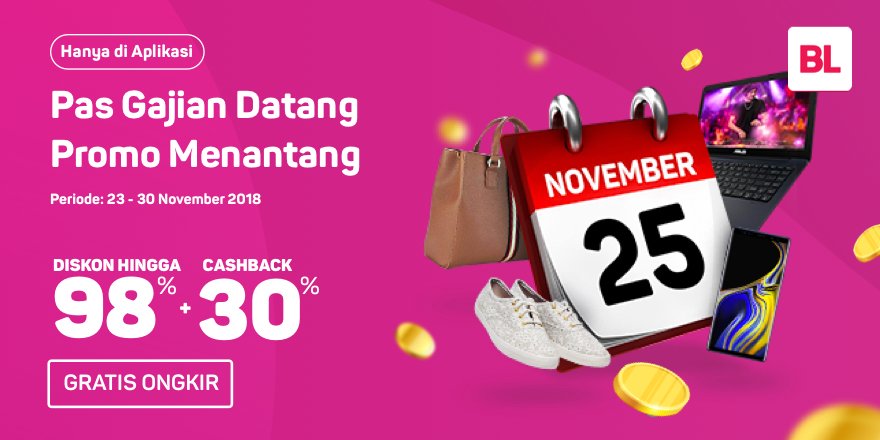 Hanya di Aplikasi
Pas Gajian Datang
Promo Menantang
Periode: 23 - 30 November 2018
DISKON HINGGA
98%
+
CASHBACK
30%
GRATIS ONGKIR
BL
NOVEMBER
25
ASUS